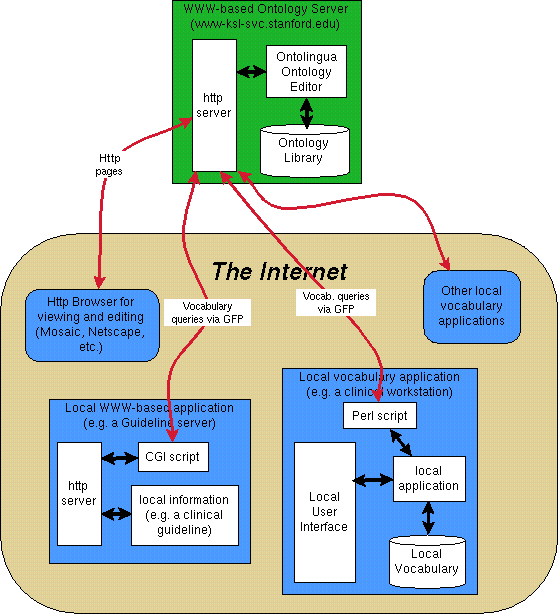 WWW-based Ontology Server
(www-ksl-svc.stanford.edu)
http
server
Ontolingua
Ontology
Editor
Ontology
Library
Http
pages
The Internet
Http Browser for
viewing and editing
(Mosaic, Netscape,
etc.)
Vocabulary
queries via GFP
Vocab. queries
via GFP
Other local
vocabulary
applications
Local WWW-based application
(e.g. a Guideline server)
http
server
CGI script
local information
(e.g. a clinical
guideline)
Local vocabulary application
(e.g. a clinical workstation)
Perl script
Local
User
Interface
local
application
Local
Vocabulary